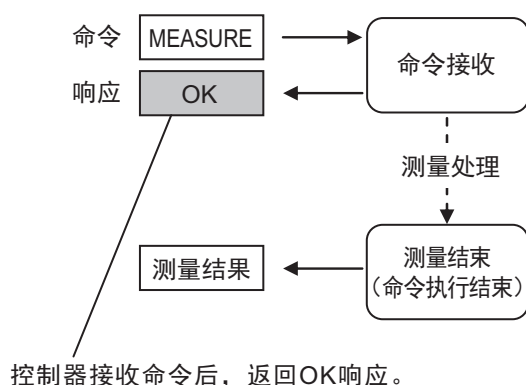 命令 MEASURE
命令接收
响应 OK
测量处理
测量结果
测量结束
（命令执行结束）
控制器接收命令后，返回OK响应。